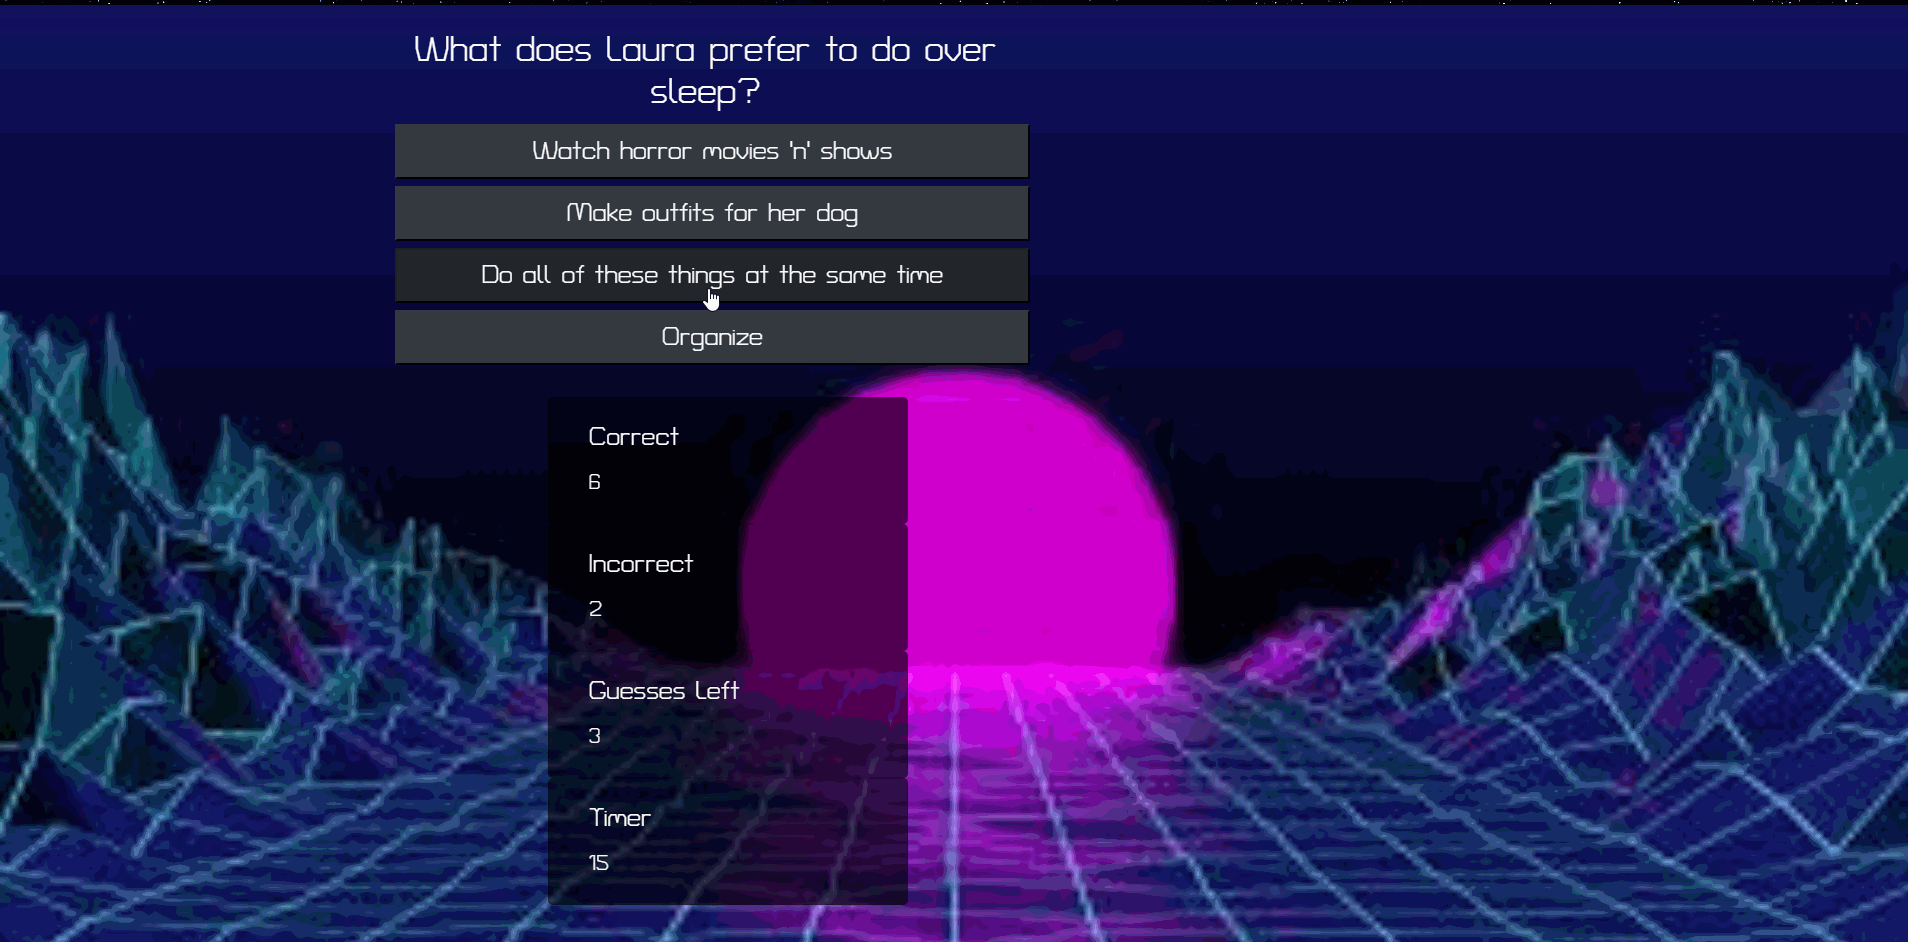 What does Laura prefer to do over
sleep?
Watch horror movies 'n' shows
Make outfits for her dog
Do all of these things at the same time
Organize
Correct
6
Incorrect
2
Guesses Left
3
Timer
15